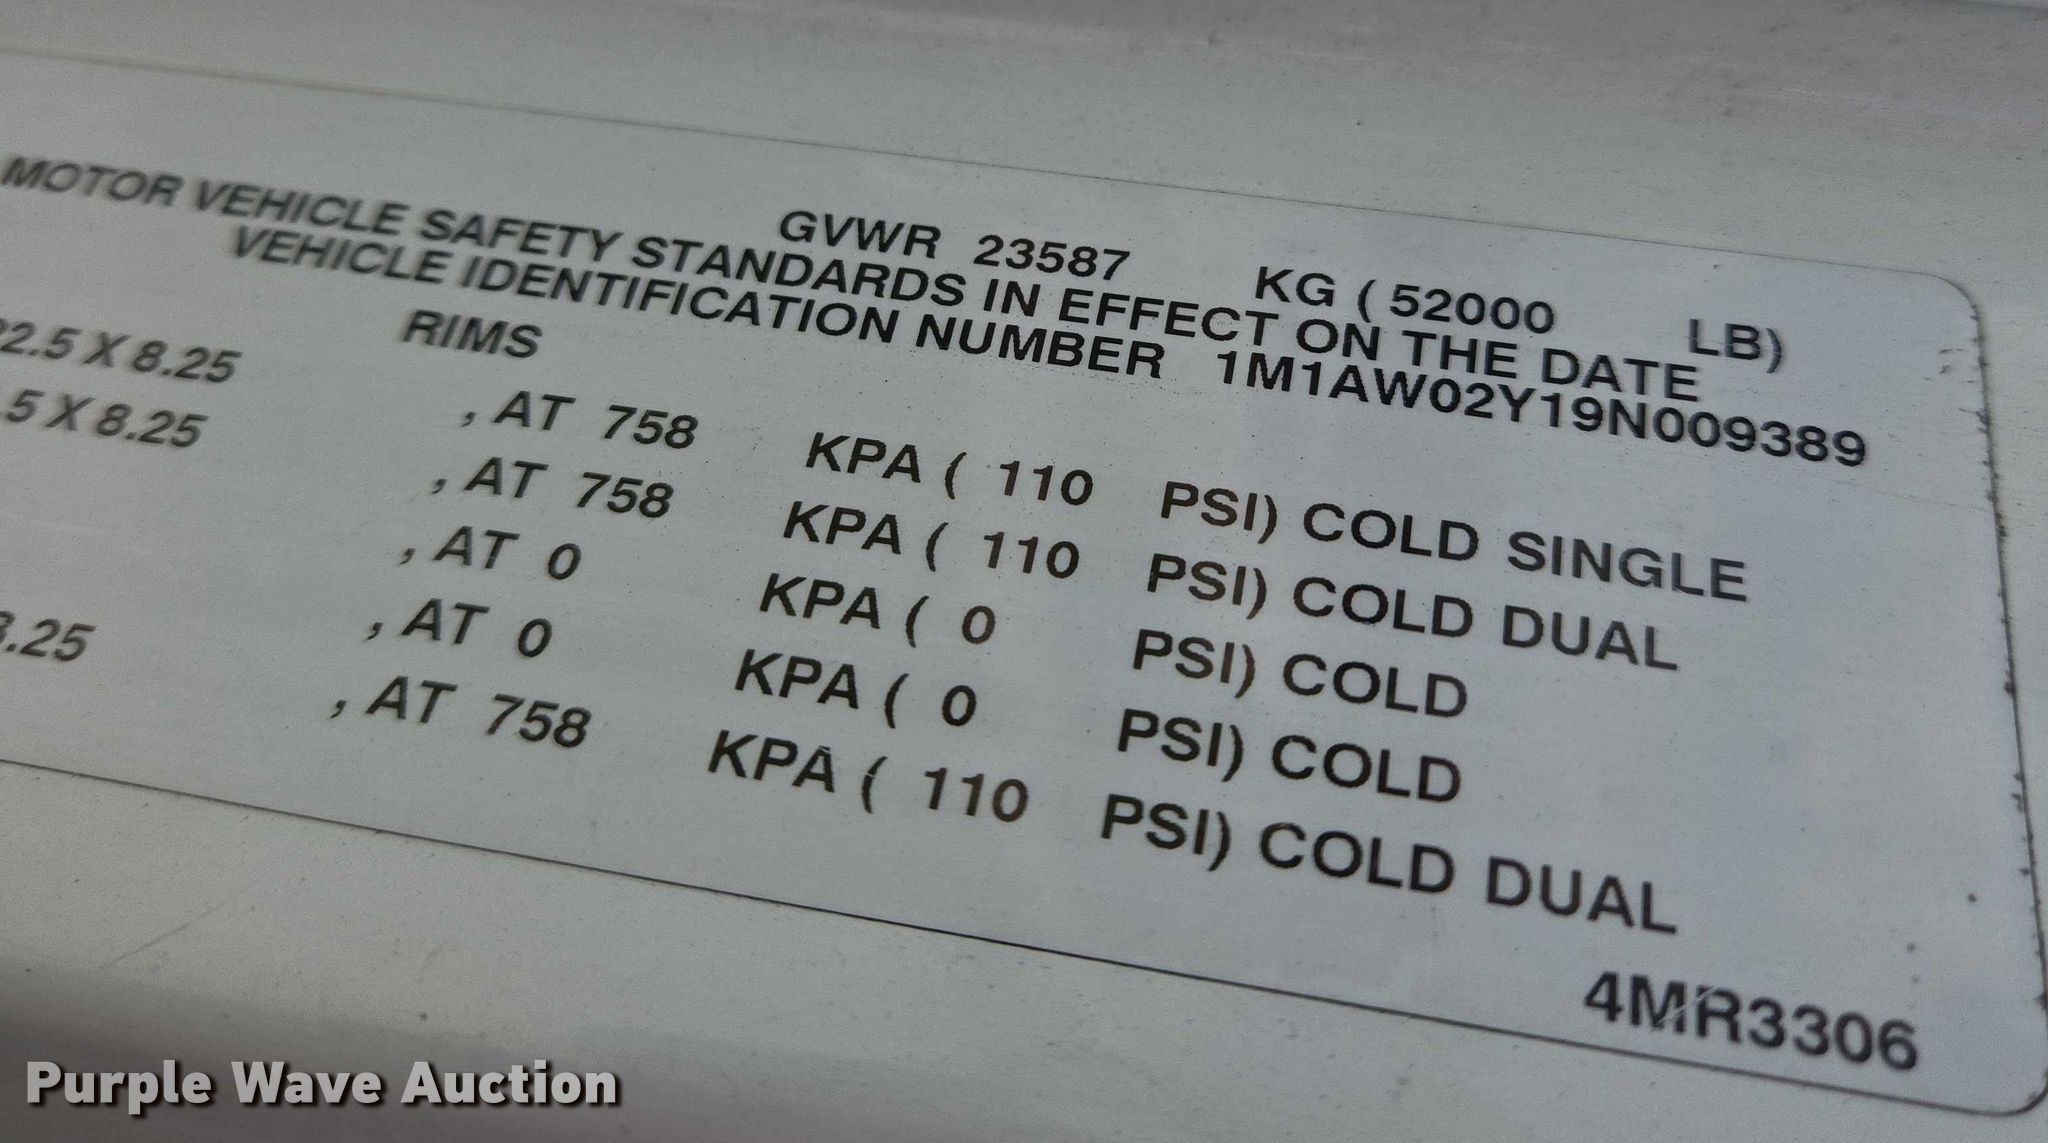 GVWR 23587 KG ( 52000 LB)
MOTOR VEHICLE SAFETY STANDARDS IN EFFECT ON THE DATE
VEHICLE IDENTIFICATION NUMBER 1M1AW02Y19N009389
RIMS
2.5 X 8.25 , AT 758 KPA ( 110 PSI) COLD SINGLE
.5 X 8.25 , AT 758 KPA ( 110 PSI) COLD DUAL
, AT 0 KPA ( 0 PSI) COLD
, AT 0 KPA ( 0 PSI) COLD
8.25 , AT 758 KPA ( 110 PSI) COLD DUAL
4MR3306
Purple Wave Auction